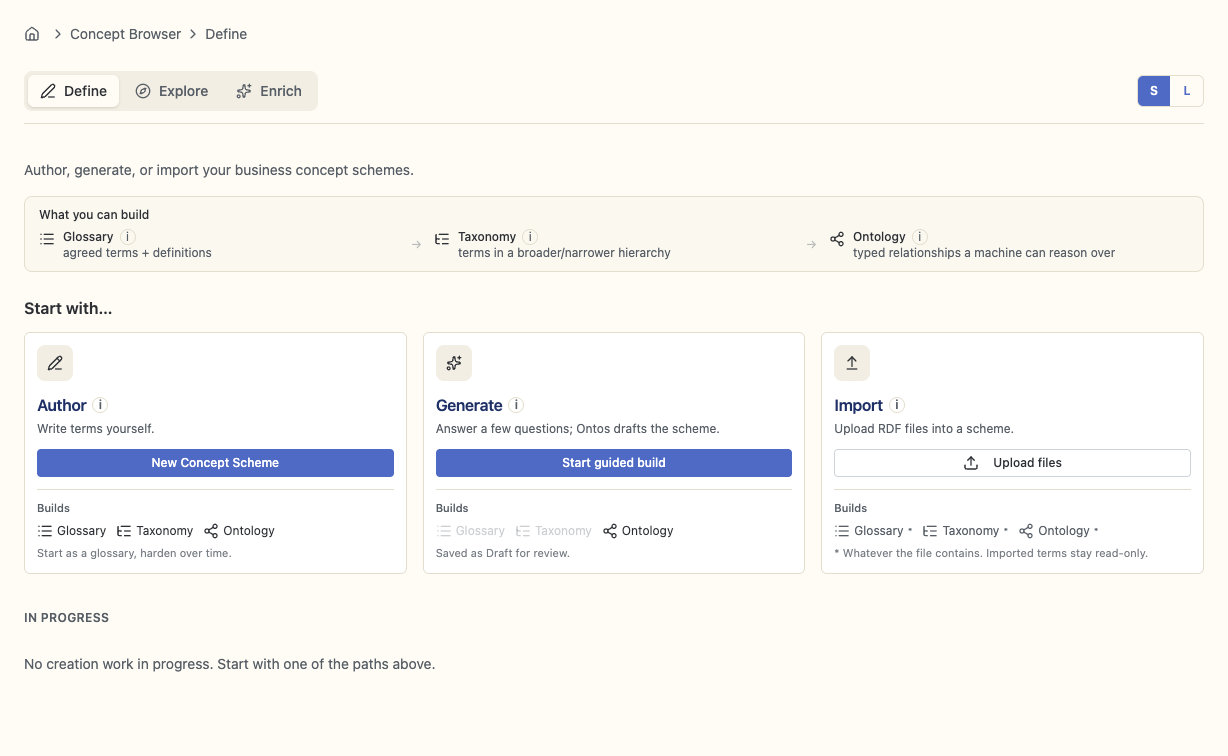 Concept Browser Define
Define Explore Enrich
S L
Author, generate, or import your business concept schemes.
What you can build
Glossary i
agreed terms + definitions
→
Taxonomy i
terms in a broader/narrower hierarchy
→
Ontology i
typed relationships a machine can reason over
Start with...
Author i
Write terms yourself.
New Concept Scheme
Builds
Glossary Taxonomy Ontology
Start as a glossary, harden over time.
Generate i
Answer a few questions; Ontos drafts the scheme.
Start guided build
Builds
Glossary Taxonomy Ontology
Saved as Draft for review.
Import i
Upload RDF files into a scheme.
Upload files
Builds
Glossary * Taxonomy * Ontology *
* Whatever the file contains. Imported terms stay read-only.
IN PROGRESS
No creation work in progress. Start with one of the paths above.